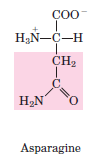 COO⁻
H₃N⁺—C—H
CH₂
C
H₂N O
Asparagine